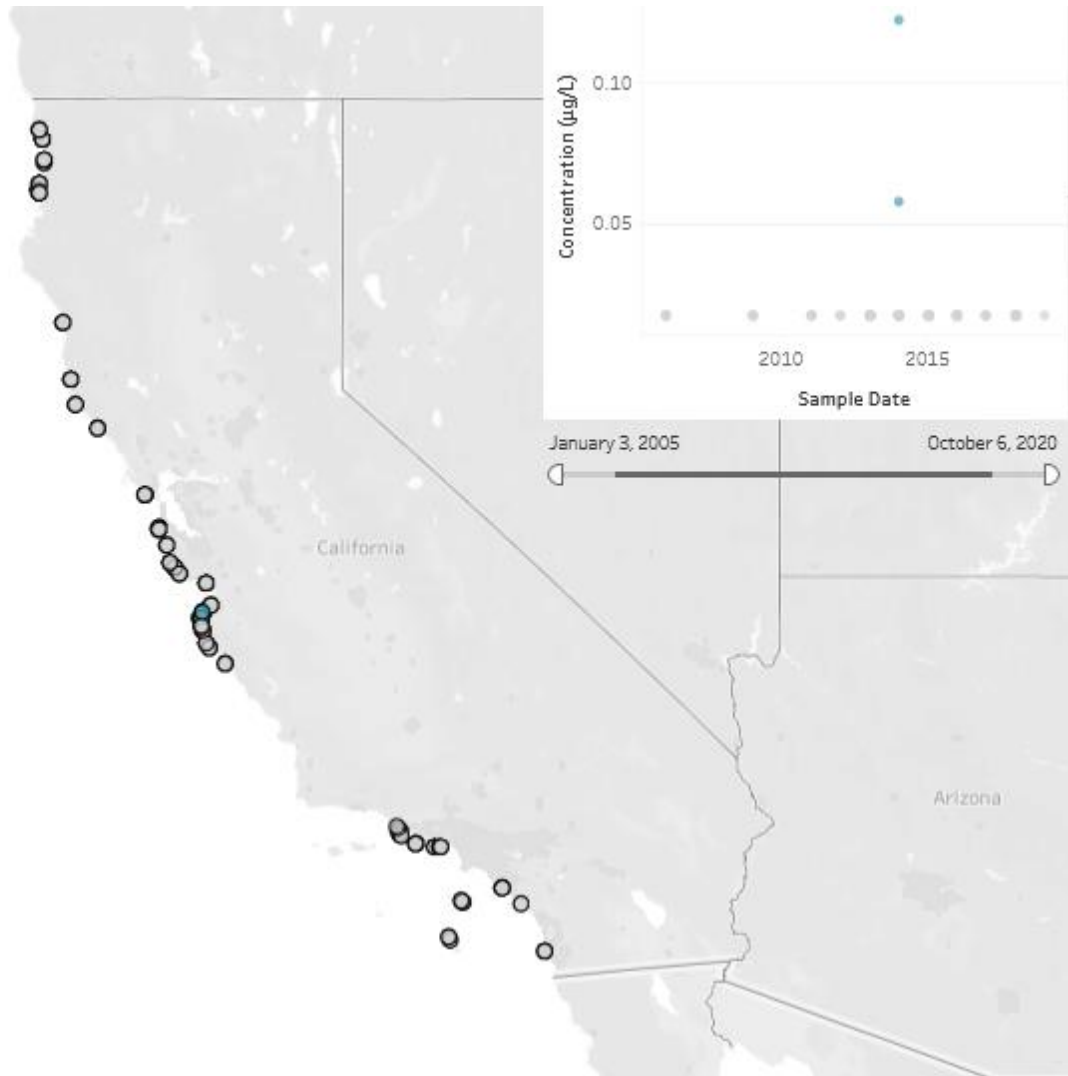 0.10
Concentration (µg/L)
0.05
2010
2015
Sample Date
January 3, 2005
October 6, 2020
California
Arizona